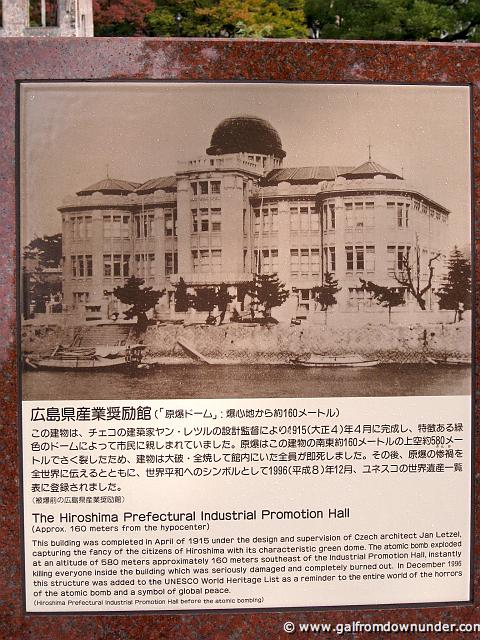 広島県産業奨励館(「原爆ドーム」: 爆心地から約160メートル)
この建物は、チェコの建築家ヤン・レツルの設計監督により1915(大正4)年4月に完成し、特徴ある緑
色のドームによって市民に親しまれていました。原爆はこの建物の南東約160メートルの上空約580メー
トルでさく裂したため、建物は大破・全焼して館内にいた全員が即死しました。その後、原爆の惨禍を
全世界に伝えるとともに、世界平和へのシンボルとして1996(平成8)年12月、ユネスコの世界遺産一覧
表に登録されました。
(被爆前の広島県産業奨励館)
The Hiroshima Prefectural Industrial Promotion Hall
(Approx. 160 meters from the hypocenter)
This building was completed in April of 1915 under the design and supervision of Czech architect Jan Letzel,
capturing the fancy of the citizens of Hiroshima with its characteristic green dome. The atomic bomb exploded
at an altitude of 580 meters approximately 160 meters southeast of the Industrial Promotion Hall, instantly
killing everyone inside the building which was seriously damaged and completely burned out. In December 1996
this structure was added to the UNESCO World Heritage List as a reminder to the entire world of the horrors
of the atomic bomb and a symbol of global peace.
(Hiroshima Prefectural Industrial Promotion Hall before the atomic bombing)
© www.galfromdownunder.com